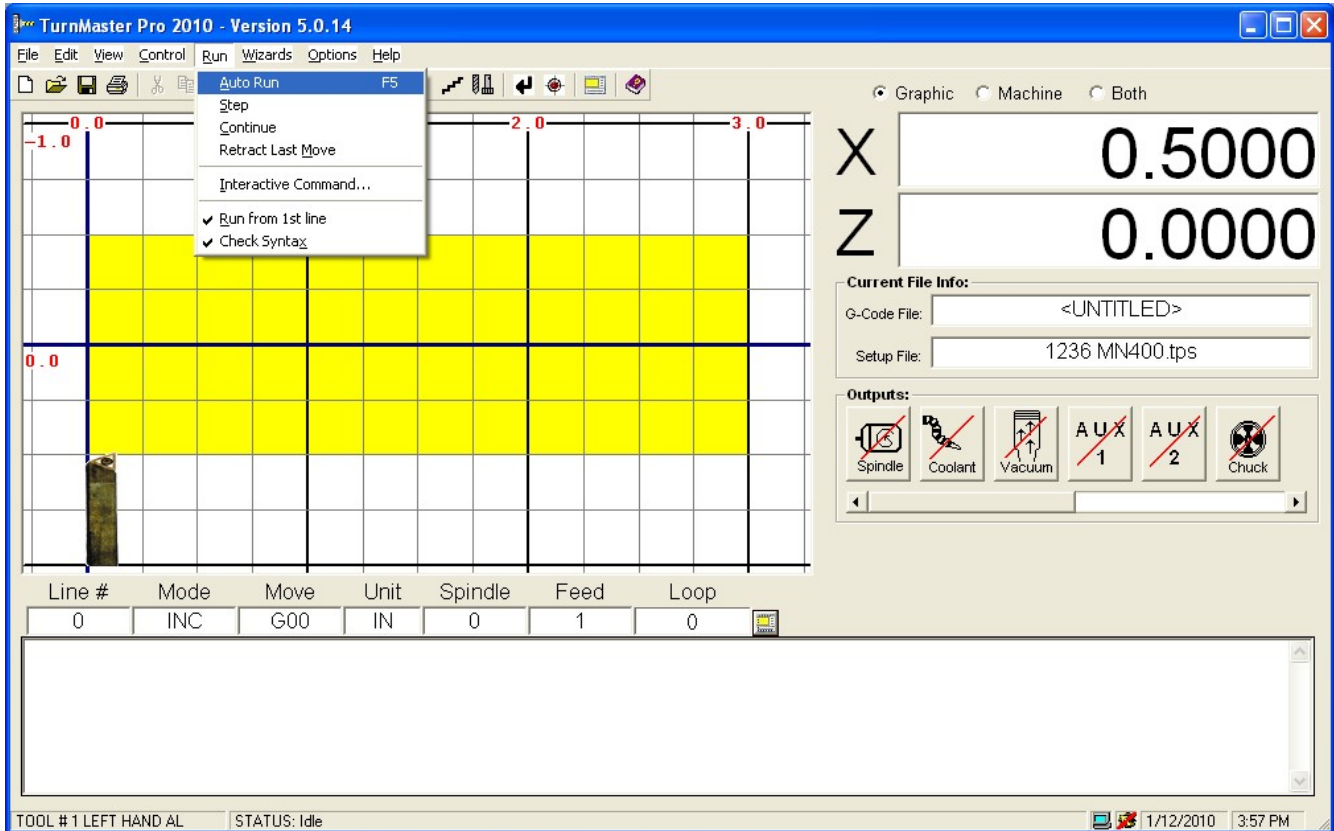 TurnMaster Pro 2010 - Version 5.0.14
File Edit View Control Run Wizards Options Help
Auto Run F5
Step
Continue
Retract Last Move
Interactive Command...
Run from 1st line
Check Syntax
Graphic Machine Both
0.0 2.0 3.0
-1.0
0.0
X 0.5000
Z 0.0000
Current File Info:
G-Code File: <UNTITLED>
Setup File: 1236 MN400.tps
Outputs:
Spindle
Coolant
Vacuum
AUX 1
AUX 2
Chuck
Line # Mode Move Unit Spindle Feed Loop
0 INC G00 IN 0 1 0
TOOL # 1 LEFT HAND AL STATUS: Idle 1/12/2010 3:57 PM